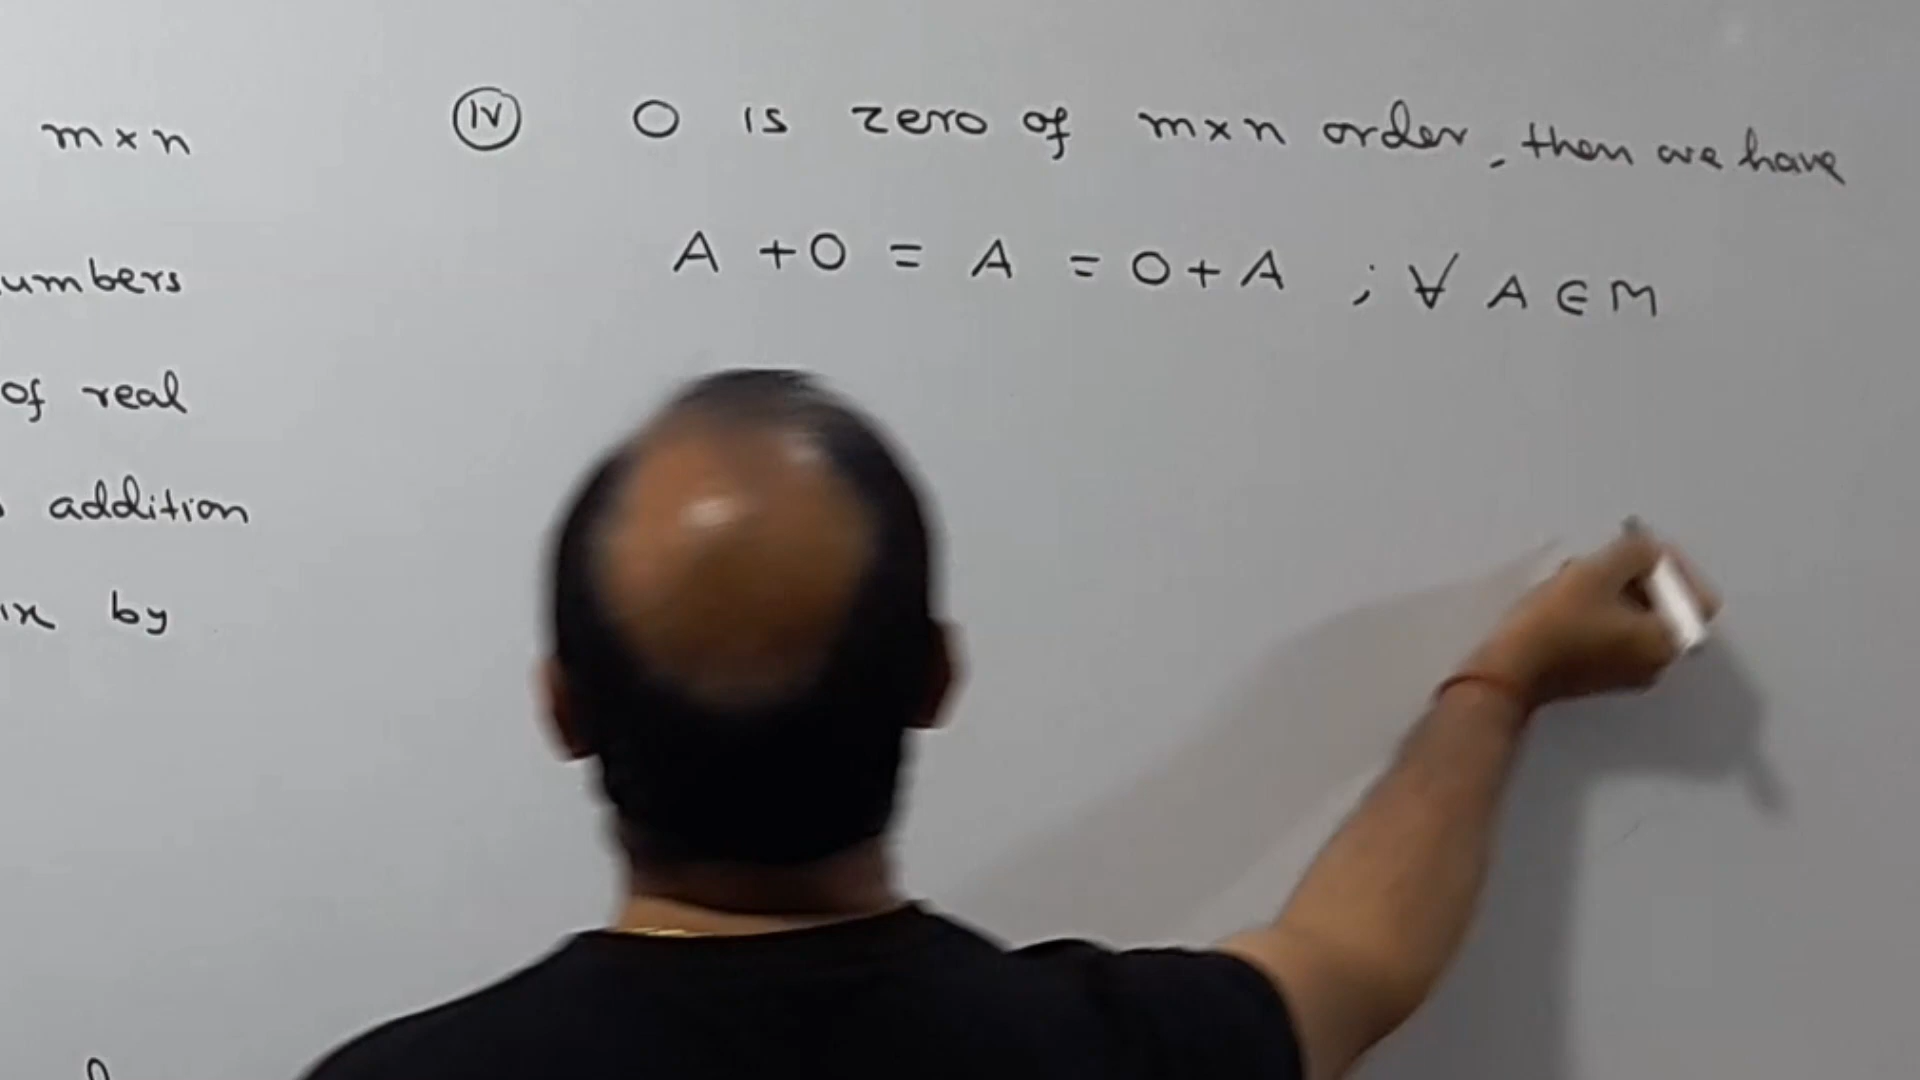 m×n
umbers
of real
addition
ix by
(IV) O is zero of m×n order, then we have
A + O = A = O + A ; ∀ A ∈ M